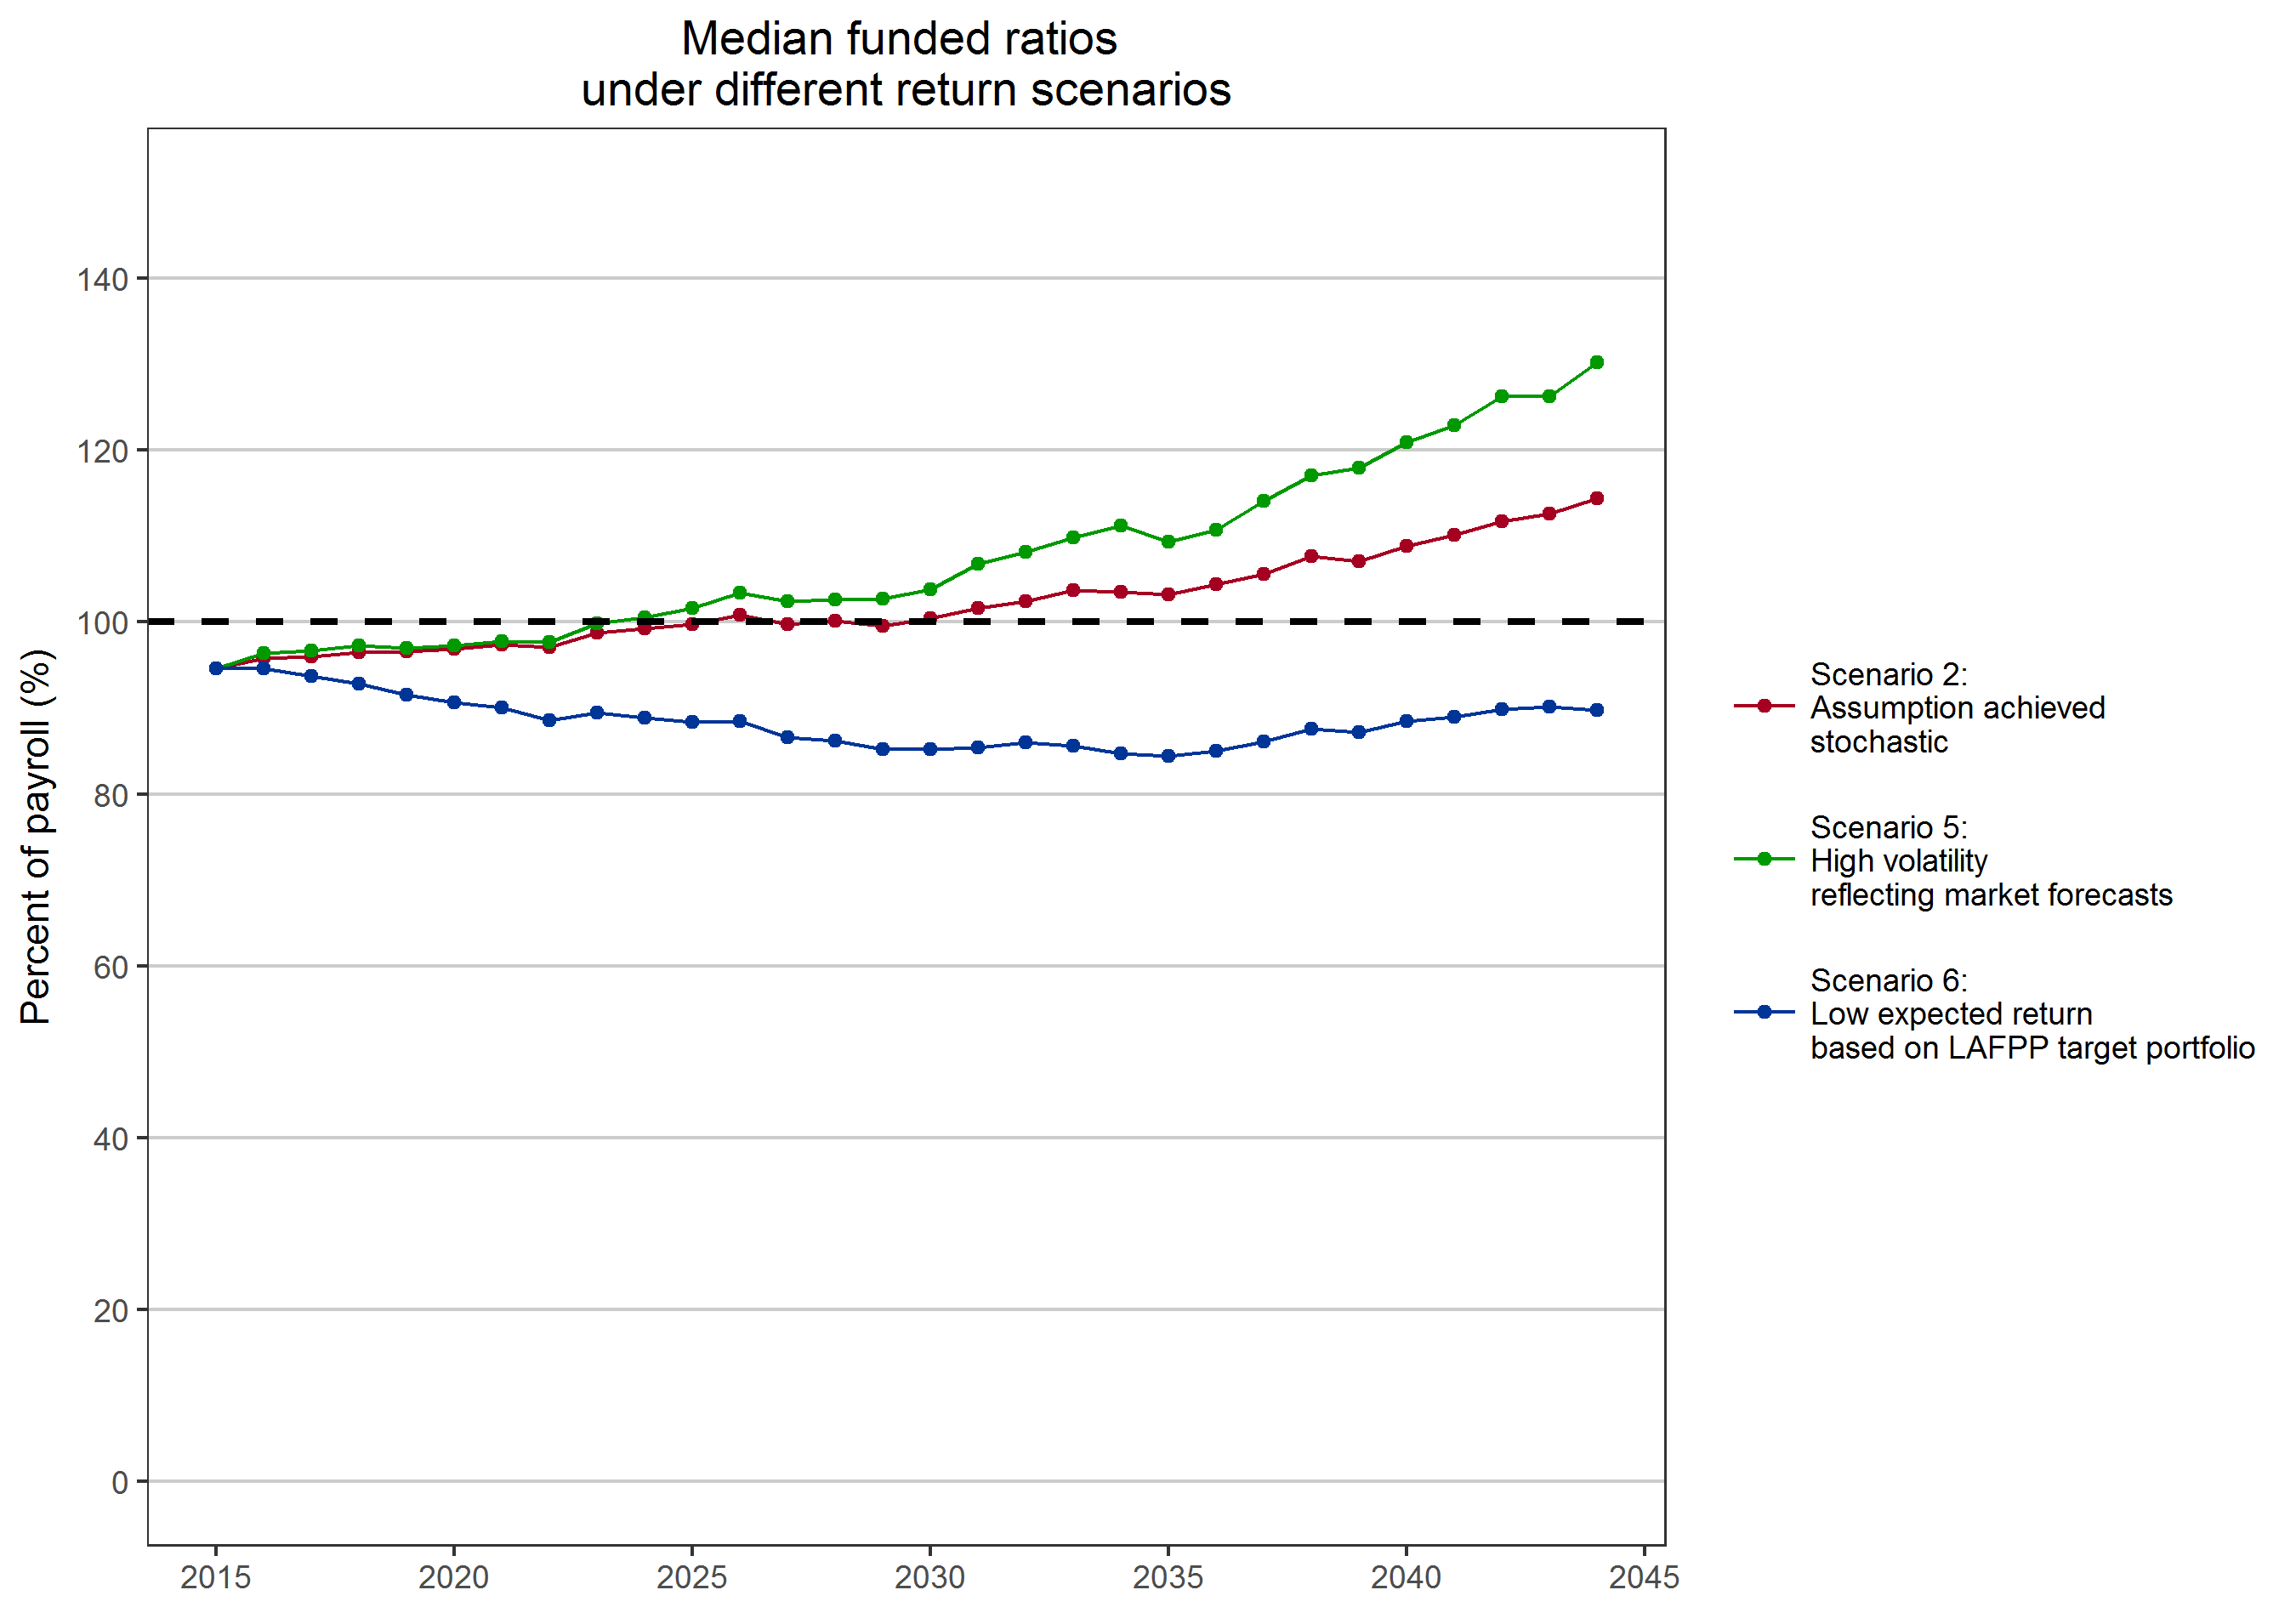 Median funded ratios
under different return scenarios
Percent of payroll (%)
140
120
100
80
60
40
20
0
2015
2020
2025
2030
2035
2040
2045
Scenario 2:
Assumption achieved
stochastic
Scenario 5:
High volatility
reflecting market forecasts
Scenario 6:
Low expected return
based on LAFPP target portfolio